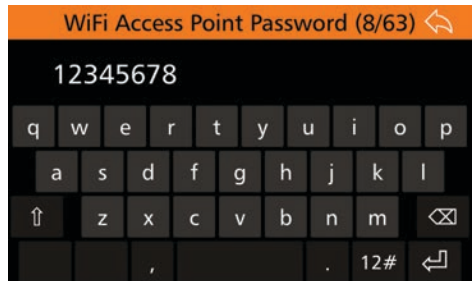 WiFi Access Point Password (8/63)
12345678
q w e r t y u i o p
a s d f g h j k l
z x c v b n m
, . 12#